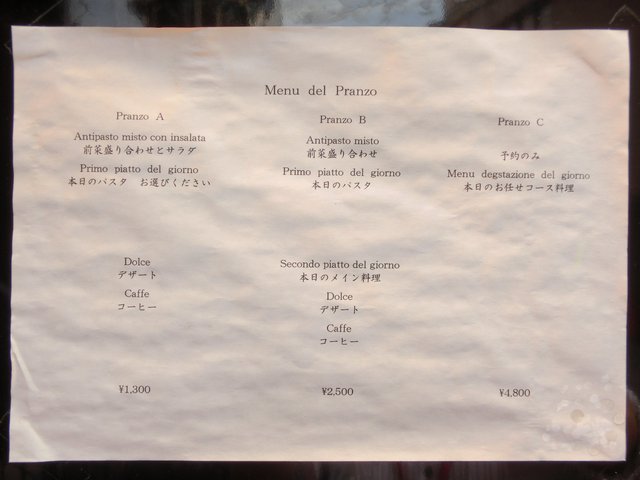 Menu del Pranzo
Pranzo A
Antipasto misto con insalata
前菜盛り合わせとサラダ
Primo piatto del giorno
本日のパスタ　お選びください
Dolce
デザート
Caffe
コーヒー
¥1,300
Pranzo B
Antipasto misto
前菜盛り合わせ
Primo piatto del giorno
本日のパスタ
Secondo piatto del giorno
本日のメイン料理
Dolce
デザート
Caffe
コーヒー
¥2,500
Pranzo C
予約のみ
Menu degstazione del giorno
本日のお任せコース料理
¥4,800